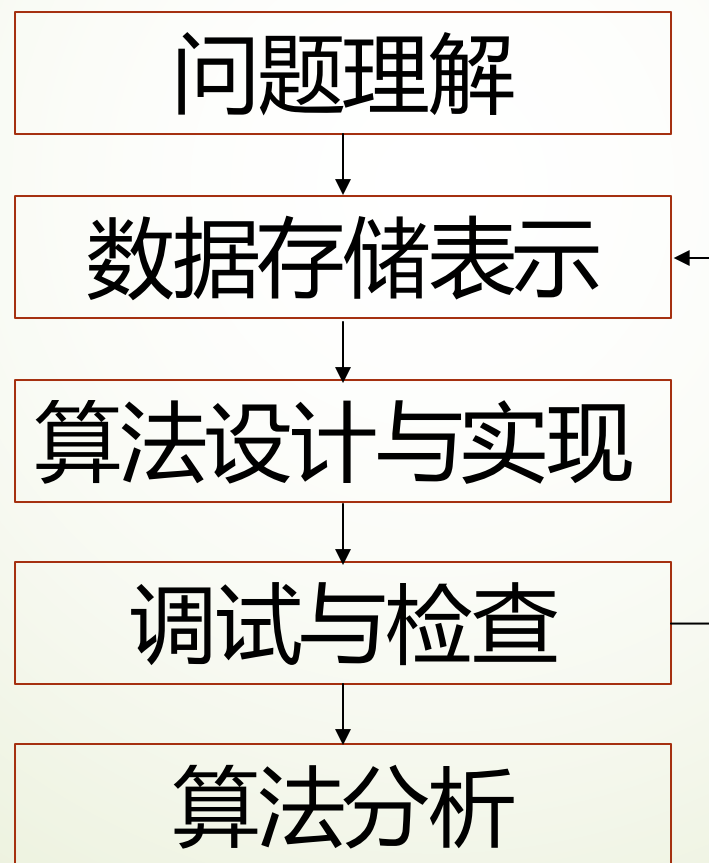 问题理解
数据存储表示
算法设计与实现
调试与检查
算法分析